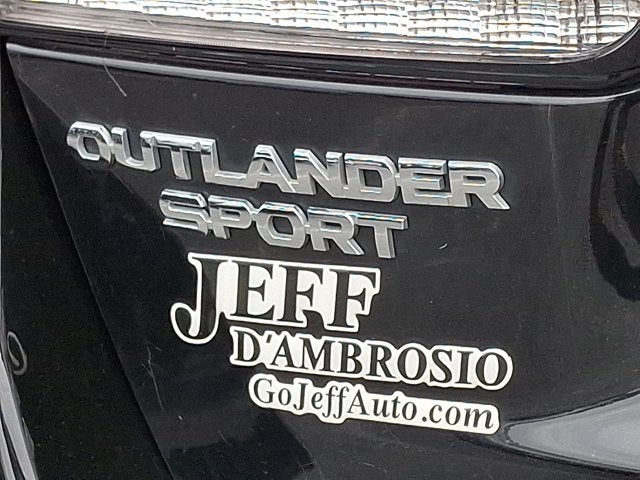 OUTLANDER
SPORT
JEFF
D'AMBROSIO
GoJeffAuto.com